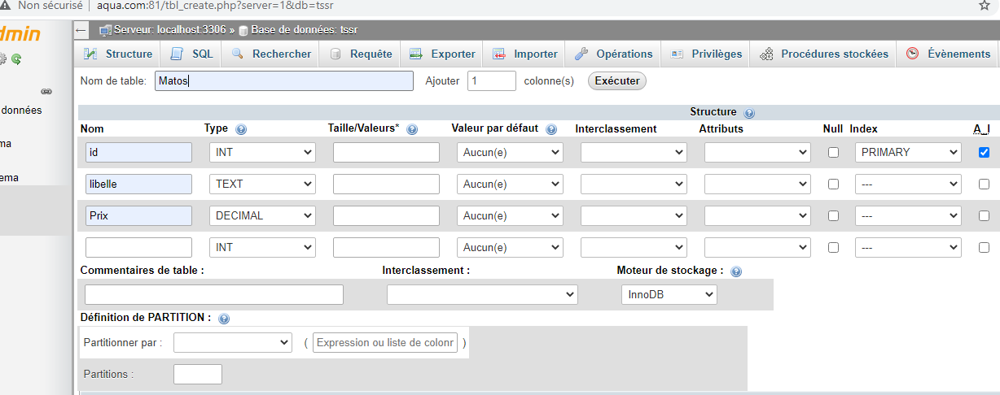 Non sécurisé | aqua.com:81/tbl_create.php?server=1&db=tssr
dmin
Serveur: localhost:3306 » Base de données: tssr
Structure SQL Rechercher Requête Exporter Importer Opérations Privilèges Procédures stockées Évènements
Nom de table: Matos Ajouter 1 colonne(s) Exécuter
données
ma
ema
Structure
Nom Type Taille/Valeurs* Valeur par défaut Interclassement Attributs Null Index A_I
id INT Aucun(e) PRIMARY
libelle TEXT Aucun(e) ---
Prix DECIMAL Aucun(e) ---
INT Aucun(e) ---
Commentaires de table : Interclassement : Moteur de stockage :
InnoDB
Définition de PARTITION :
Partitionner par : ( Expression ou liste de colonr )
Partitions :